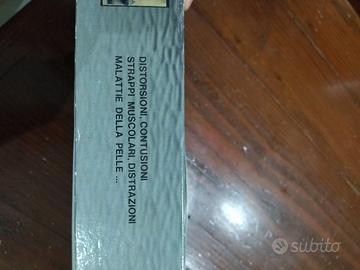 DISTORSIONI, CONTUSIONI
STRAPPI MUSCOLARI, DISTRAZIONI
MALATTIE DELLA PELLE ...
subito